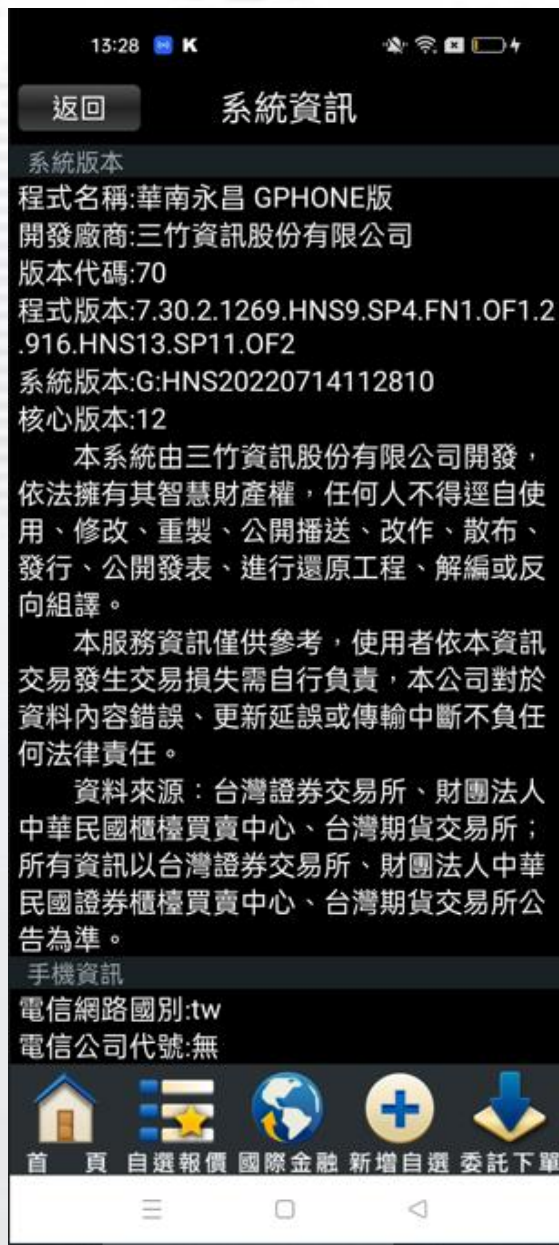 13:28 K
返回 系統資訊
系統版本
程式名稱:華南永昌 GPHONE版
開發廠商:三竹資訊股份有限公司
版本代碼:70
程式版本:7.30.2.1269.HNS9.SP4.FN1.OF1.2
.916.HNS13.SP11.OF2
系統版本:G:HNS20220714112810
核心版本:12
本系統由三竹資訊股份有限公司開發，
依法擁有其智慧財產權，任何人不得逕自使
用、修改、重製、公開播送、改作、散布、
發行、公開發表、進行還原工程、解編或反
向組譯。
本服務資訊僅供參考，使用者依本資訊
交易發生交易損失需自行負責，本公司對於
資料內容錯誤、更新延誤或傳輸中斷不負任
何法律責任。
資料來源：台灣證券交易所、財團法人
中華民國櫃檯買賣中心、台灣期貨交易所；
所有資訊以台灣證券交易所、財團法人中華
民國證券櫃檯買賣中心、台灣期貨交易所公
告為準。
手機資訊
電信網路國別:tw
電信公司代號:無
首 頁 自選報價 國際金融 新增自選 委託下單